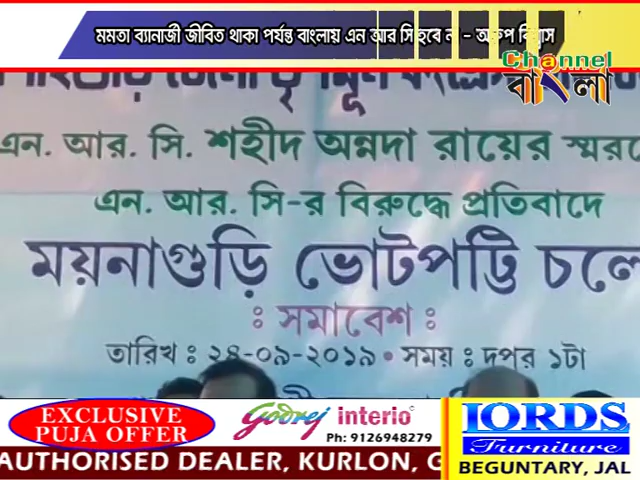 মমতা ব্যানার্জী জীবিত থাকা পর্যন্ত বাংলায় এন আর সি হবে
Channel
বাংলা
এন. আর. সি. শহীদ অন্নদা রায়ের স্মরণে
এন. আর. সি-র বিরুদ্ধে প্রতিবাদে
ময়নাগুড়ি ভোটপট্টি চলো
ঃ সমাবেশ ঃ
তারিখ ঃ ২৪-০৯-২০১৯ • সময় ঃ দুপুর ১টা
EXCLUSIVE
PUJA OFFER
Godrej interio
Ph: 9126948279
LORDS
Furniture
AUTHORISED DEALER, KURLON, G
BEGUNTARY, JAL